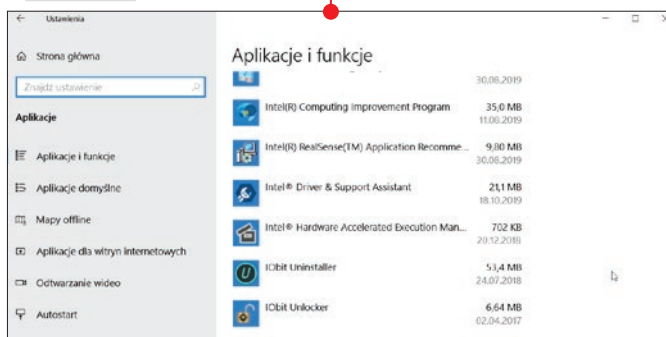 Ustawienia
Strona główna
Znajdź ustawienie
Aplikacje
Aplikacje i funkcje
Aplikacje domyślne
Mapy offline
Aplikacje dla witryn internetowych
Odtwarzanie wideo
Autostart
Aplikacje i funkcje
30.08.2019
Intel(R) Computing Improvement Program 35,0 MB
11.00.2019
Intel(R) RealSense(TM) Application Recomme... 9,80 MB
30.08.2019
Intel® Driver & Support Assistant 21,1 MB
18.10.2019
Intel® Hardware Accelerated Execution Man... 702 KB
20.12.2018
IObit Uninstaller 53,4 MB
24.07.2018
IObit Unlocker 6,64 MB
02.04.2017